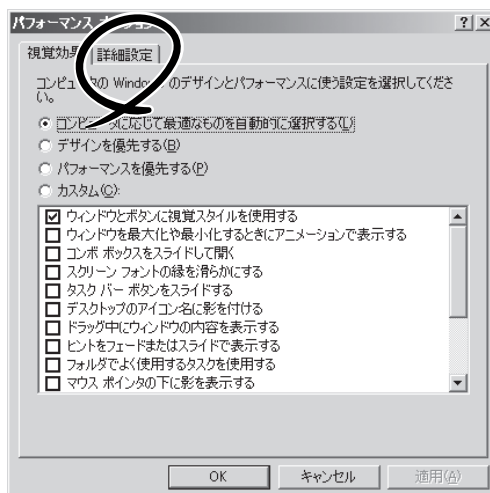 パフォーマンス オプション
視覚効果
詳細設定
コンピュータの Windows のデザインとパフォーマンスに使う設定を選択してください。
コンピュータに応じて最適なものを自動的に選択する(L)
デザインを優先する(B)
パフォーマンスを優先する(P)
カスタム(C):
ウィンドウとボタンに視覚スタイルを使用する
ウィンドウを最大化や最小化するときにアニメーションで表示する
コンボ ボックスをスライドして開く
スクリーン フォントの縁を滑らかにする
タスク バー ボタンをスライドする
デスクトップのアイコン名に影を付ける
ドラッグ中にウィンドウの内容を表示する
ヒントをフェードまたはスライドで表示する
フォルダでよく使用するタスクを使用する
マウス ポインタの下に影を表示する
OK
キャンセル
適用(A)